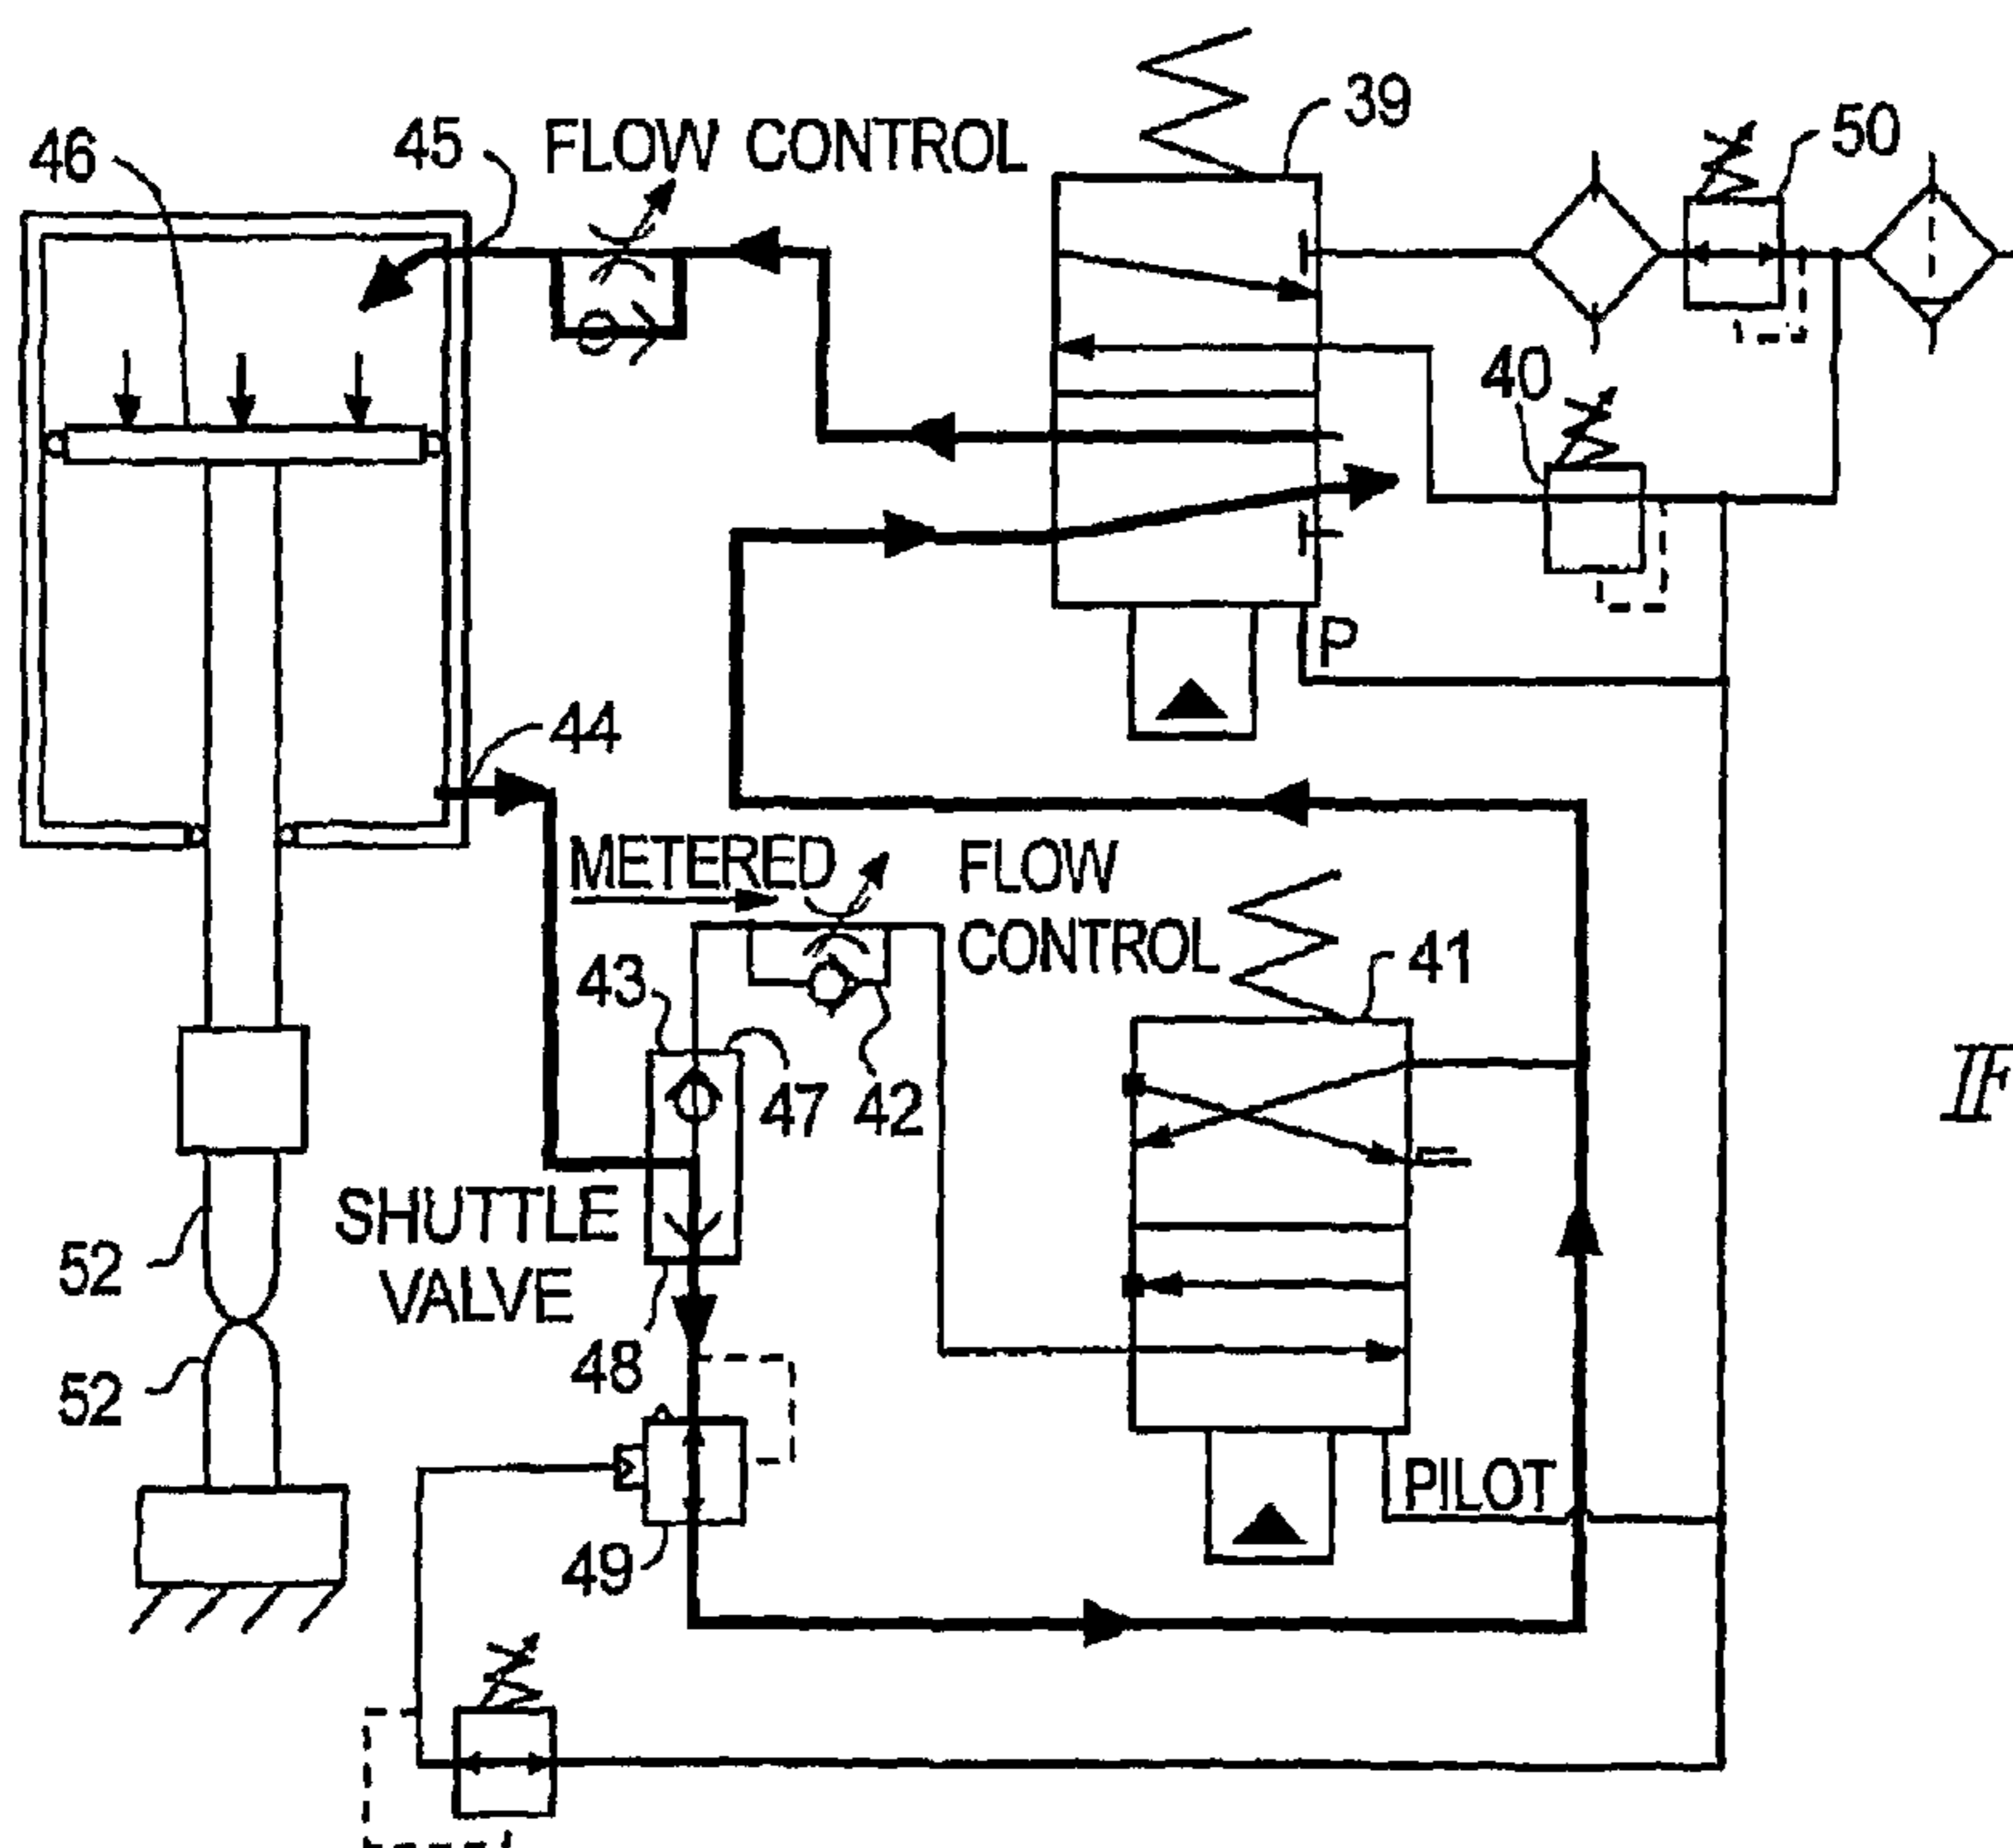 39
46
45
FLOW CONTROL
50
40
P
44
METERED
FLOW
CONTROL
43
41
47
42
SHUTTLE
VALVE
52
48
52
PILOT
49